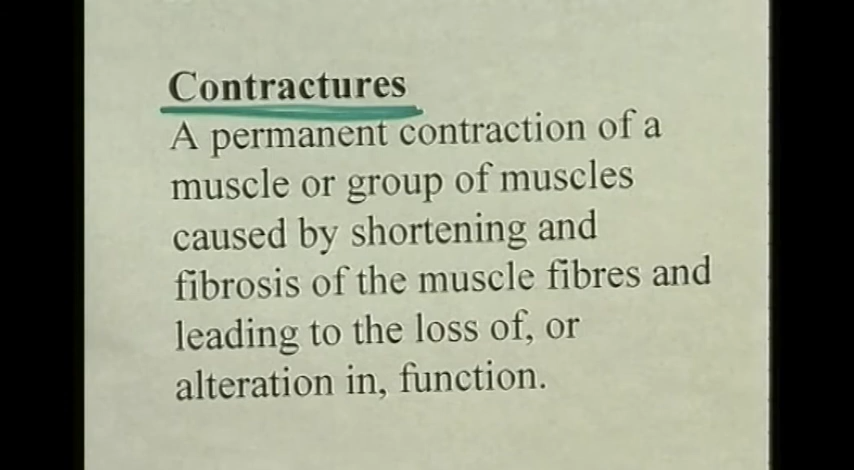 Contractures
A permanent contraction of a
muscle or group of muscles
caused by shortening and
fibrosis of the muscle fibres and
leading to the loss of, or
alteration in, function.